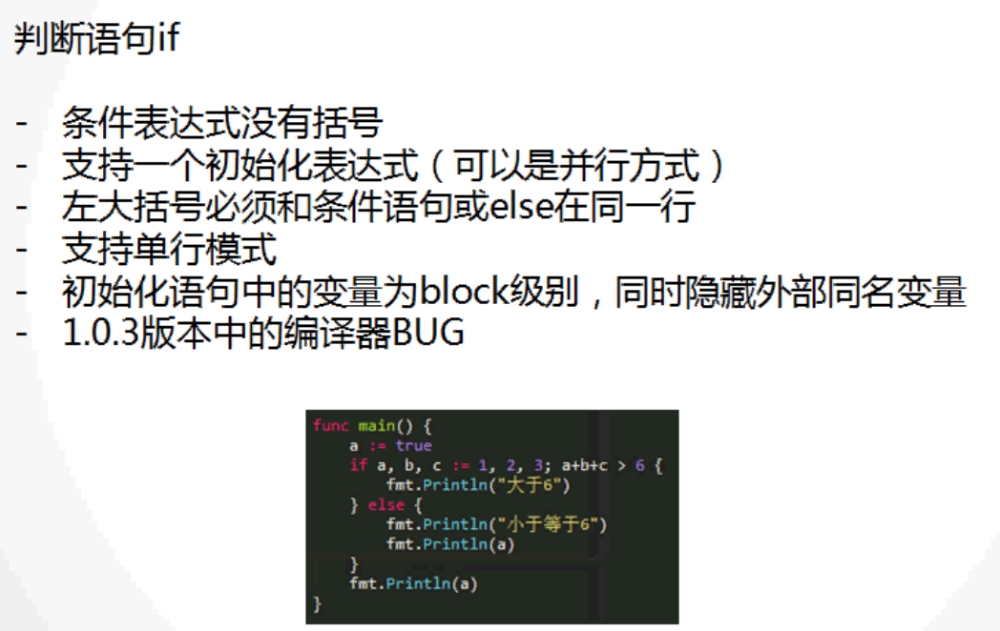 判断语句if
- 条件表达式没有括号
- 支持一个初始化表达式（可以是并行方式）
- 左大括号必须和条件语句或else在同一行
- 支持单行模式
- 初始化语句中的变量为block级别，同时隐藏外部同名变量
- 1.0.3版本中的编译器BUG
func main() {
    a := true
    if a, b, c := 1, 2, 3; a+b+c > 6 {
        fmt.Println("大于6")
    } else {
        fmt.Println("小于等于6")
        fmt.Println(a)
    }
    fmt.Println(a)
}